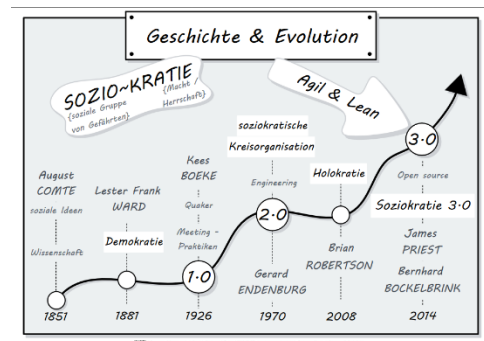 Geschichte & Evolution
SOZIO~KRATIE
{soziale Gruppe
von Gefährten}
{Macht /
Herrschaft}
Agil & Lean
August
COMTE
soziale Ideen
Wissenschaft
1851
Lester Frank
WARD
Demokratie
1881
Kees
BOEKE
Quaker
Meeting -
Praktiken
1.0
1926
soziokratische
Kreisorganisation
Engineering
2.0
Gerard
ENDENBURG
1970
Holokratie
Brian
ROBERTSON
2008
3.0
Open source
Soziokratie 3.0
James
PRIEST
Bernhard
BOCKELBRINK
2014